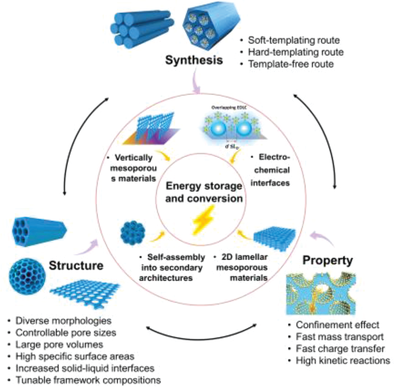 • Soft-templating route
Synthesis
• Hard-templating route
• Template-free route
Overlapping EDLC
• Vertically
mesoporou
s materials
• Electro-
chemical
interfaces
Energy storage
and conversion
• Self-assembly
into secondary
architectures
• 2D lamellar
mesoporous
materials
Structure
• Diverse morphologies
• Controllable pore sizes
• Large pore volumes
• High specific surface areas
• Increased solid-liquid interfaces
• Tunable framework compositions
Property
• Confinement effect
• Fast mass transport
• Fast charge transfer
• High kinetic reactions